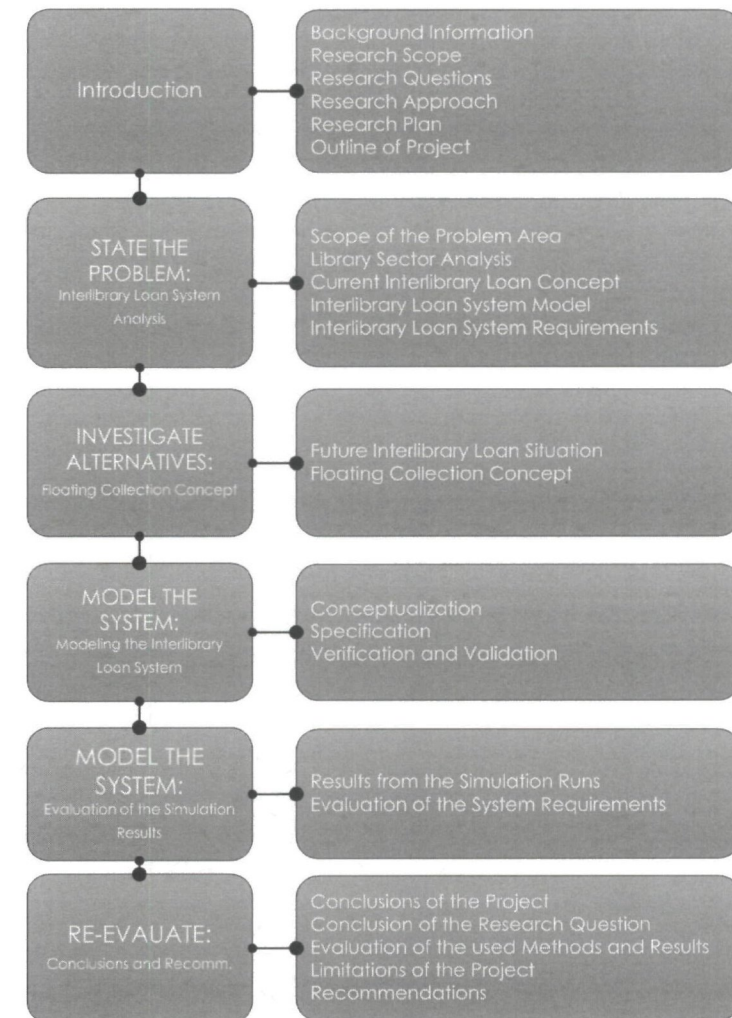 Introduction
Background Information
Research Scope
Research Questions
Research Approach
Research Plan
Outline of Project
STATE THE
PROBLEM:
Interlibrary Loan System
Analysis
Scope of the Problem Area
Library Sector Analysis
Current Interlibrary Loan Concept
Interlibrary Loan System Model
Interlibrary Loan System Requirements
INVESTIGATE
ALTERNATIVES:
Floating Collection Concept
Future Interlibrary Loan Situation
Floating Collection Concept
MODEL THE
SYSTEM:
Modeling the Interlibrary
Loan System
Conceptualization
Specification
Verification and Validation
MODEL THE
SYSTEM:
Evaluation of the Simulation
Results
Results from the Simulation Runs
Evaluation of the System Requirements
RE-EVAUATE:
Conclusions and Recomm.
Conclusions of the Project
Conclusion of the Research Question
Evaluation of the used Methods and Results
Limitations of the Project
Recommendations